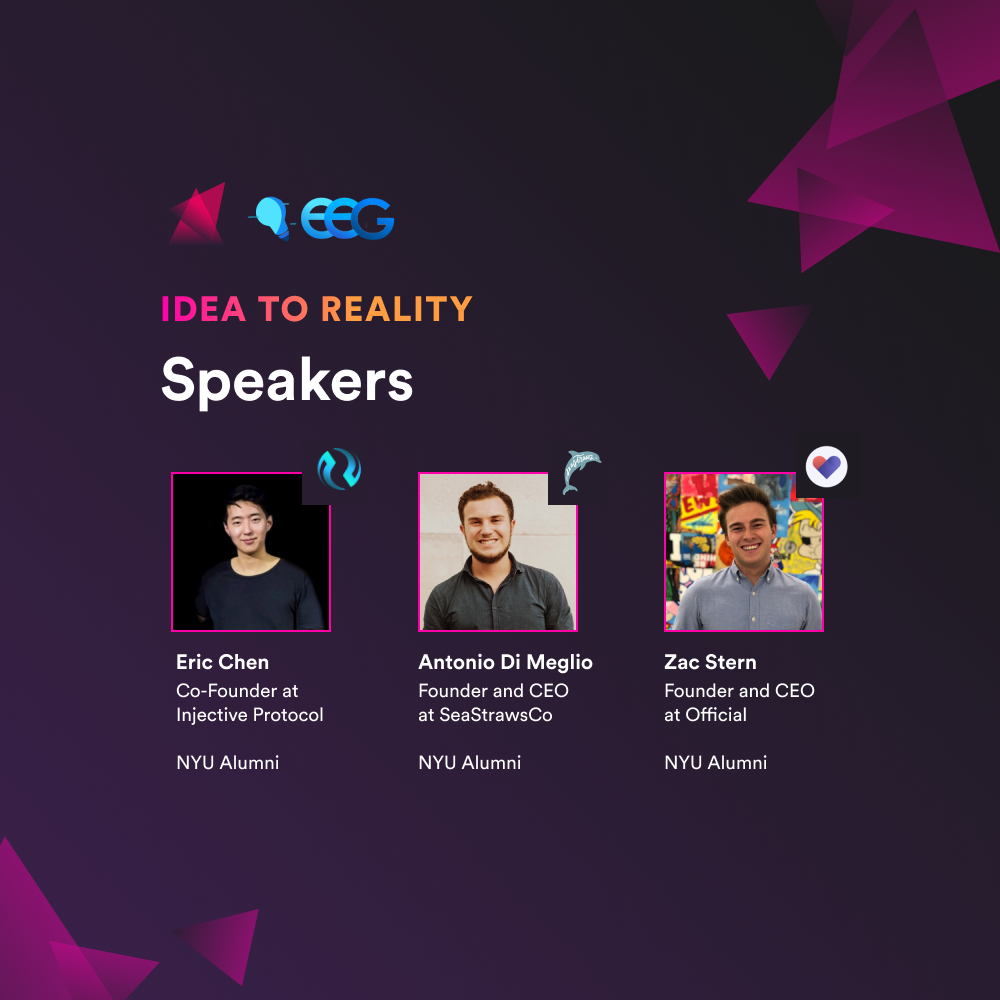 EEG
IDEA TO REALITY
Speakers
Eric Chen
Co-Founder at
Injective Protocol
NYU Alumni
Antonio Di Meglio
Founder and CEO
at SeaStrawsCo
NYU Alumni
Zac Stern
Founder and CEO
at Official
NYU Alumni